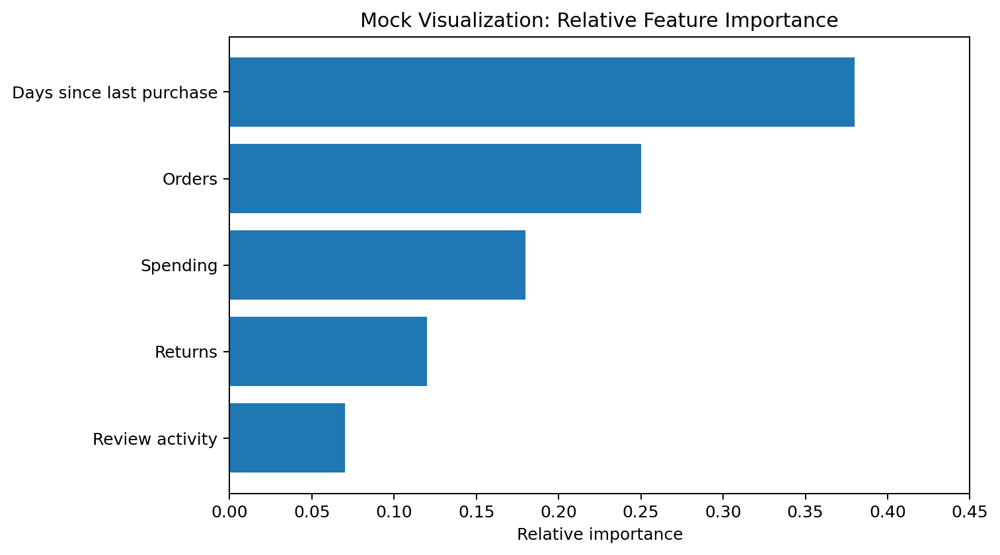 Mock Visualization: Relative Feature Importance
Days since last purchase
Orders
Spending
Returns
Review activity
0.00 0.05 0.10 0.15 0.20 0.25 0.30 0.35 0.40 0.45
Relative importance